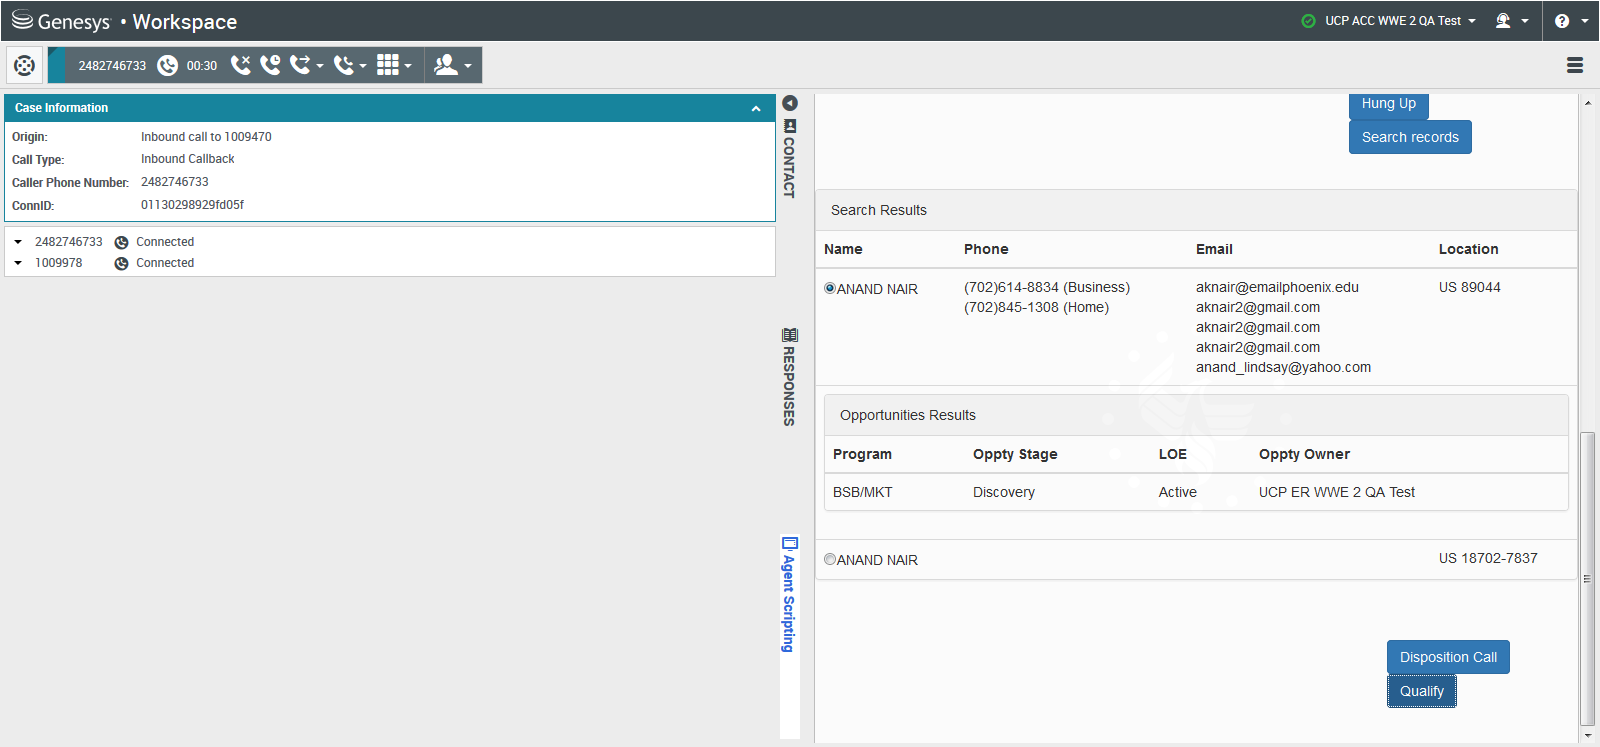 Genesys • Workspace
UCP ACC WWE 2 QA Test
?
2482746733 00:30
Case Information
Origin: Inbound call to 1009470
Call Type: Inbound Callback
Caller Phone Number: 2482746733
ConnID: 01130298929fd05f
2482746733 Connected
1009978 Connected
CONTACT
RESPONSES
Agent Scripting
Hung Up
Search records
Search Results
Name Phone Email Location
ANAND NAIR (702)614-8834 (Business) aknair@emailphoenix.edu US 89044
(702)845-1308 (Home) aknair2@gmail.com
aknair2@gmail.com
aknair2@gmail.com
anand_lindsay@yahoo.com
Opportunities Results
Program Oppty Stage LOE Oppty Owner
BSB/MKT Discovery Active UCP ER WWE 2 QA Test
ANAND NAIR US 18702-7837
Disposition Call
Qualify